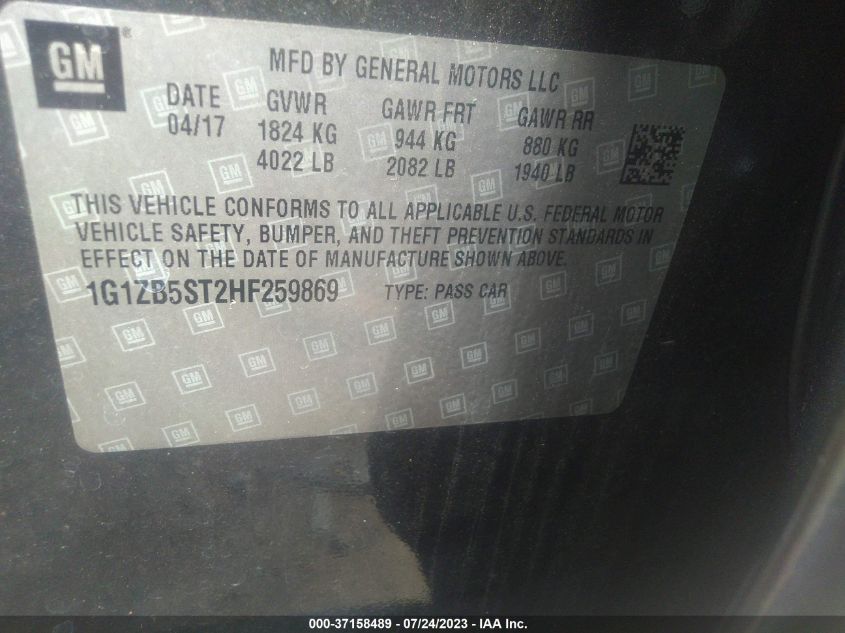 GM
MFD BY GENERAL MOTORS LLC
DATE GVWR GAWR FRT GAWR RR
04/17 1824 KG 944 KG 880 KG
4022 LB 2082 LB 1940 LB
THIS VEHICLE CONFORMS TO ALL APPLICABLE U.S. FEDERAL MOTOR
VEHICLE SAFETY, BUMPER, AND THEFT PREVENTION STANDARDS IN
EFFECT ON THE DATE OF MANUFACTURE SHOWN ABOVE.
1G1ZB5ST2HF259869 TYPE: PASS CAR
000-37158489 - 07/24/2023 - IAA Inc.